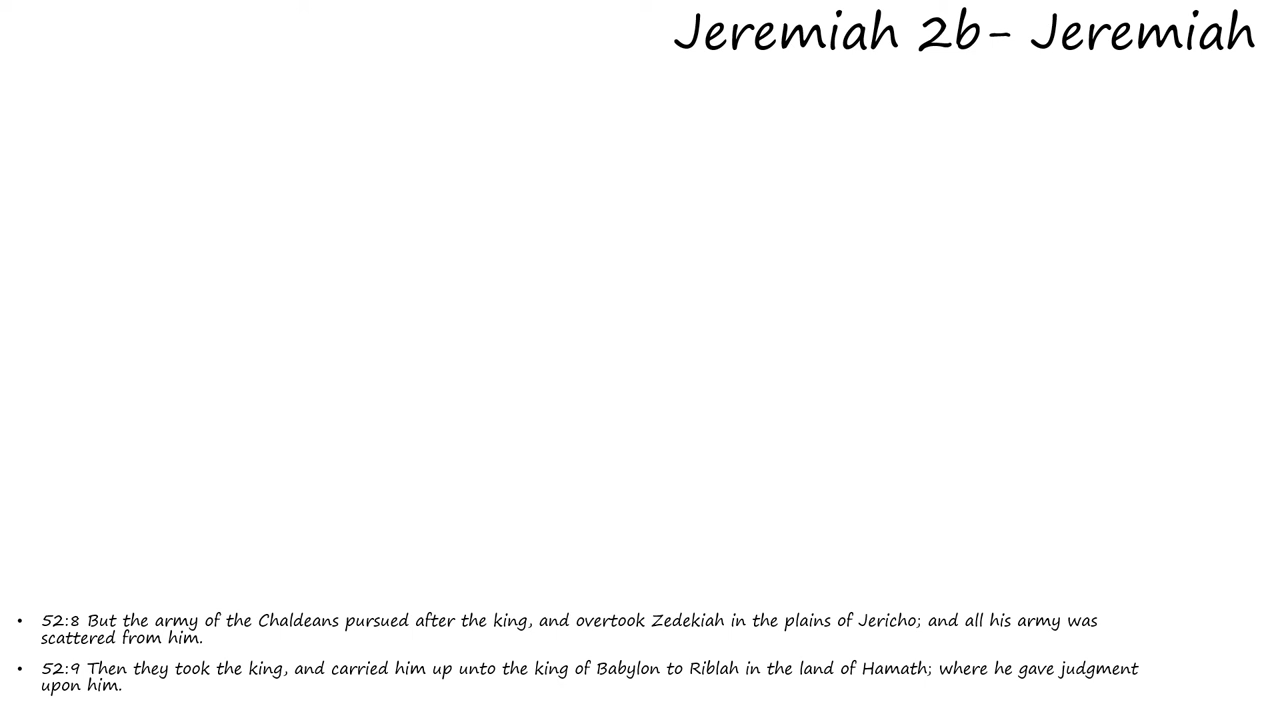 Jeremiah 2b- Jeremiah
• 52:8 But the army of the Chaldeans pursued after the king, and overtook Zedekiah in the plains of Jericho; and all his army was
scattered from him.
• 52:9 Then they took the king, and carried him up unto the king of Babylon to Riblah in the land of Hamath; where he gave judgment
upon him.